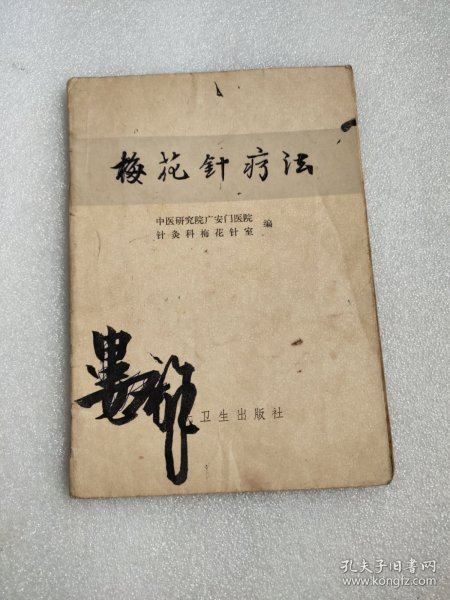 梅花针疗法
中医研究院广安门医院
针灸科梅花针室
编
卫生出版社
孔夫子旧书网
www.kongfz.com